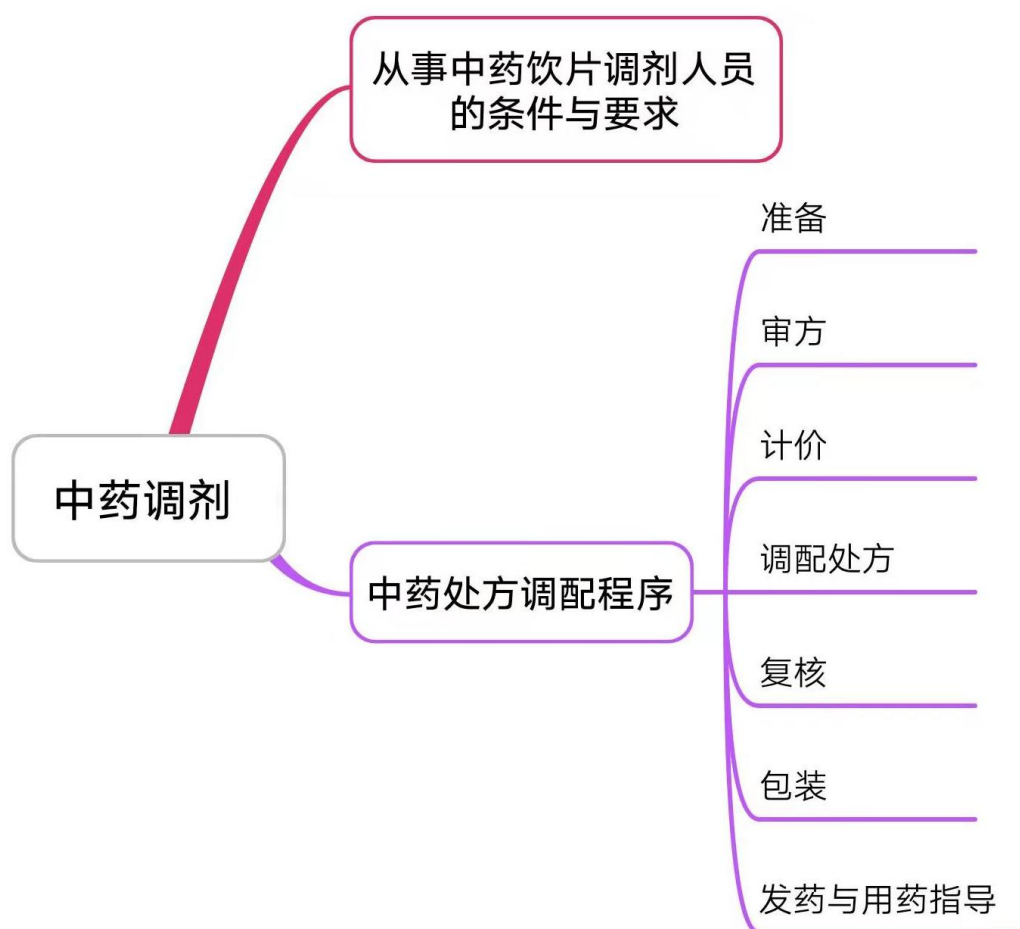 从事中药饮片调剂人员
的条件与要求
准备
审方
计价
中药调剂
调配处方
中药处方调配程序
复核
包装
发药与用药指导